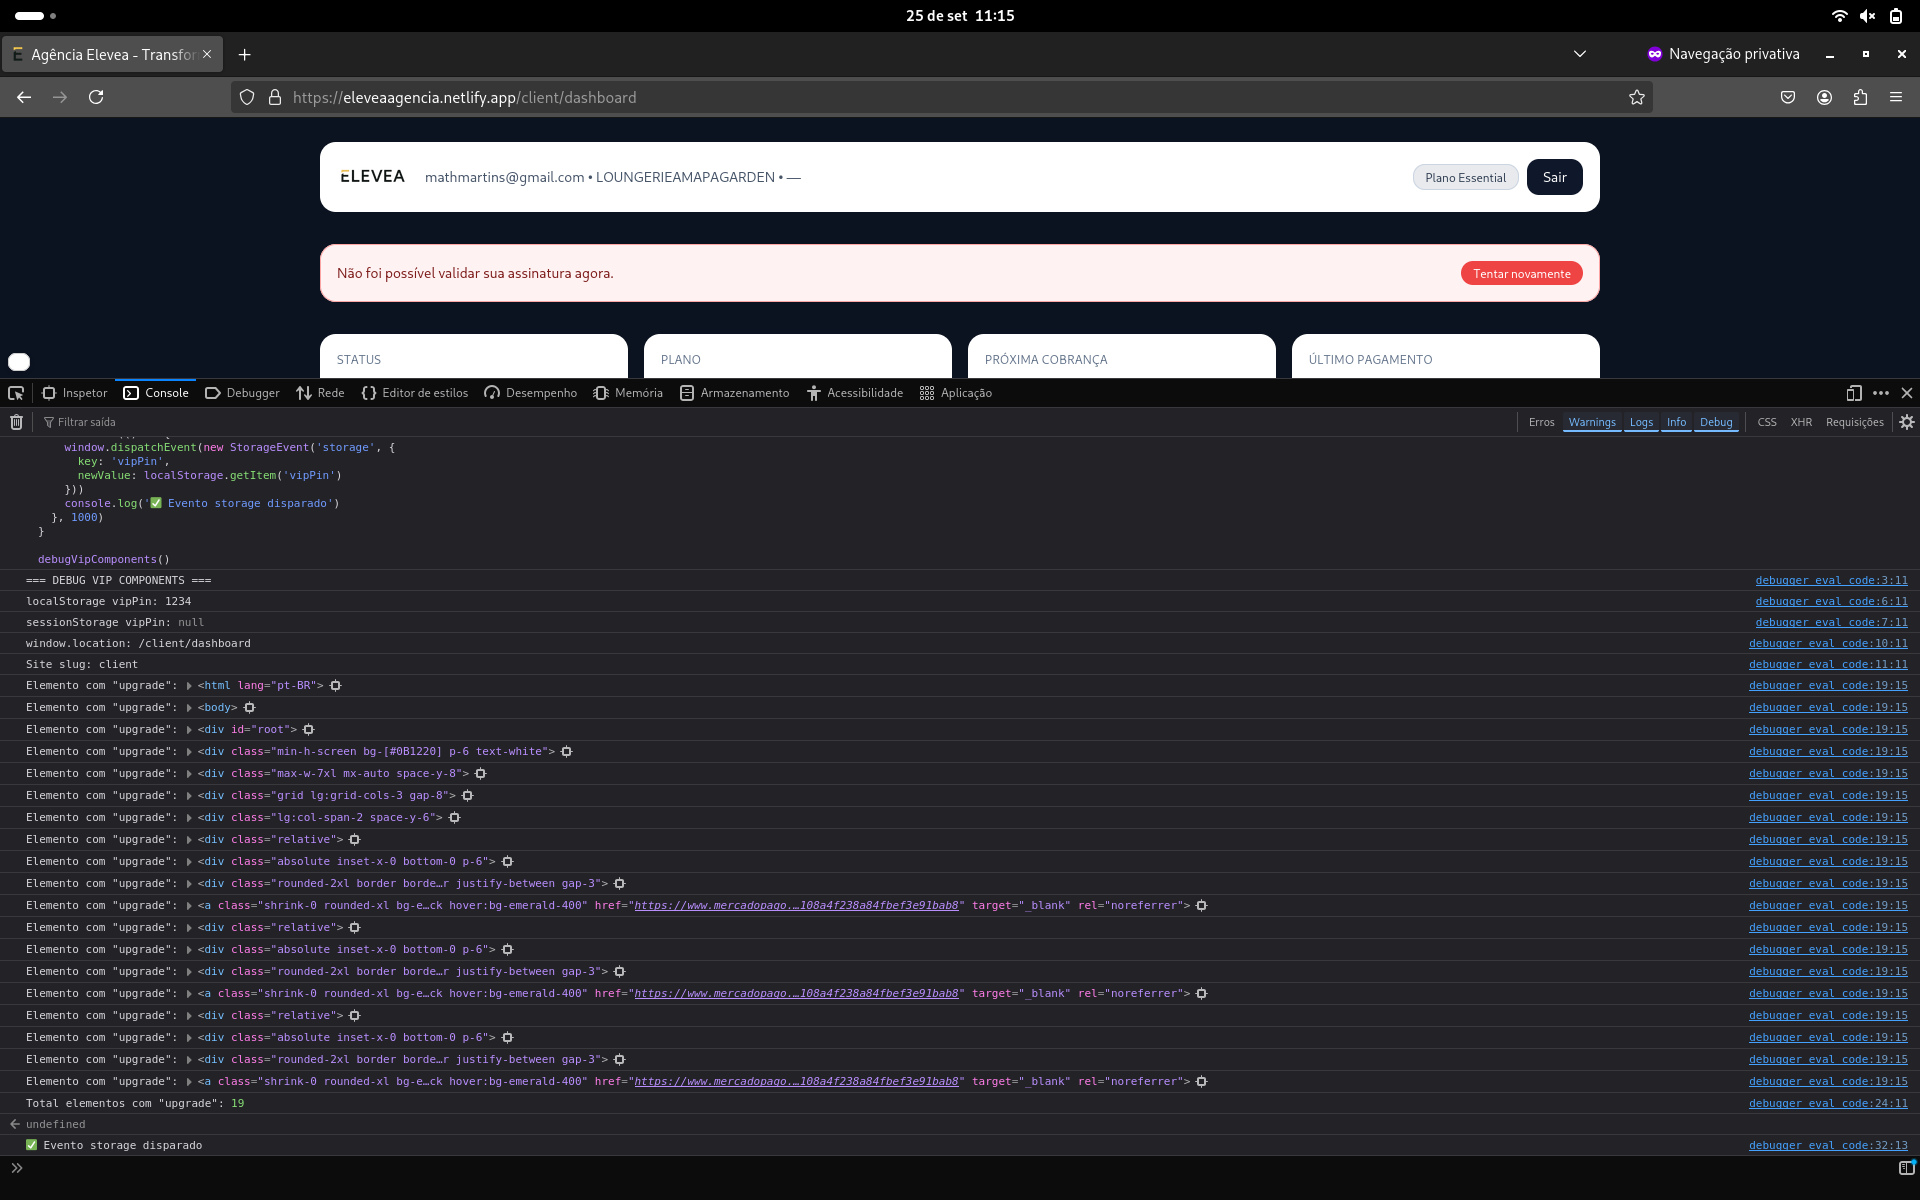 25 de set 11:15
Agência Elevea - Transfor
Navegação privativa
https://eleveaagencia.netlify.app/client/dashboard
ELEVEA mathmartins@gmail.com • LOUNGERIEAMAPAGARDEN • — Plano Essential Sair
Não foi possível validar sua assinatura agora. Tentar novamente
STATUS PLANO PRÓXIMA COBRANÇA ÚLTIMO PAGAMENTO
Inspetor Console Debugger Rede Editor de estilos Desempenho Memória Armazenamento Acessibilidade Aplicação
Filtrar saída Erros Warnings Logs Info Debug CSS XHR Requisições
window.dispatchEvent(new StorageEvent('storage', {
key: 'vipPin',
newValue: localStorage.getItem('vipPin')
}))
console.log('✅ Evento storage disparado')
}, 1000)
}
debugVipComponents()
=== DEBUG VIP COMPONENTS === debugger eval code:3:11
localStorage vipPin: 1234 debugger eval code:6:11
sessionStorage vipPin: null debugger eval code:7:11
window.location: /client/dashboard debugger eval code:10:11
Site slug: client debugger eval code:11:11
Elemento com "upgrade": <html lang="pt-BR"> debugger eval code:19:15
Elemento com "upgrade": <body> debugger eval code:19:15
Elemento com "upgrade": <div id="root"> debugger eval code:19:15
Elemento com "upgrade": <div class="min-h-screen bg-[#0B1220] p-6 text-white"> debugger eval code:19:15
Elemento com "upgrade": <div class="max-w-7xl mx-auto space-y-8"> debugger eval code:19:15
Elemento com "upgrade": <div class="grid lg:grid-cols-3 gap-8"> debugger eval code:19:15
Elemento com "upgrade": <div class="lg:col-span-2 space-y-6"> debugger eval code:19:15
Elemento com "upgrade": <div class="relative"> debugger eval code:19:15
Elemento com "upgrade": <div class="absolute inset-x-0 bottom-0 p-6"> debugger eval code:19:15
Elemento com "upgrade": <div class="rounded-2xl border borde…r justify-between gap-3"> debugger eval code:19:15
Elemento com "upgrade": <a class="shrink-0 rounded-xl bg-e…ck hover:bg-emerald-400" href="https://www.mercadopago.…108a4f238a84fbef3e91bab8" target="_blank" rel="noreferrer"> debugger eval code:19:15
Elemento com "upgrade": <div class="relative"> debugger eval code:19:15
Elemento com "upgrade": <div class="absolute inset-x-0 bottom-0 p-6"> debugger eval code:19:15
Elemento com "upgrade": <div class="rounded-2xl border borde…r justify-between gap-3"> debugger eval code:19:15
Elemento com "upgrade": <a class="shrink-0 rounded-xl bg-e…ck hover:bg-emerald-400" href="https://www.mercadopago.…108a4f238a84fbef3e91bab8" target="_blank" rel="noreferrer"> debugger eval code:19:15
Elemento com "upgrade": <div class="relative"> debugger eval code:19:15
Elemento com "upgrade": <div class="absolute inset-x-0 bottom-0 p-6"> debugger eval code:19:15
Elemento com "upgrade": <div class="rounded-2xl border borde…r justify-between gap-3"> debugger eval code:19:15
Elemento com "upgrade": <a class="shrink-0 rounded-xl bg-e…ck hover:bg-emerald-400" href="https://www.mercadopago.…108a4f238a84fbef3e91bab8" target="_blank" rel="noreferrer"> debugger eval code:19:15
Total elementos com "upgrade": 19 debugger eval code:24:11
undefined
✅ Evento storage disparado debugger eval code:32:13